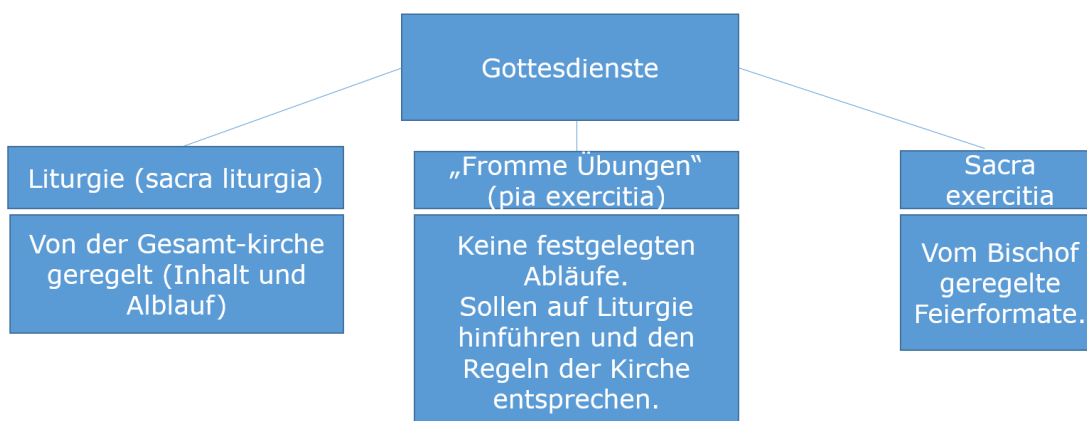 Gottesdienste
Liturgie (sacra liturgia)
Von der Gesamt-kirche
geregelt (Inhalt und
Alblauf)
„Fromme Übungen“
(pia exercitia)
Keine festgelegten
Abläufe.
Sollen auf Liturgie
hinführen und den
Regeln der Kirche
entsprechen.
Sacra
exercitia
Vom Bischof
geregelte
Feierformate.